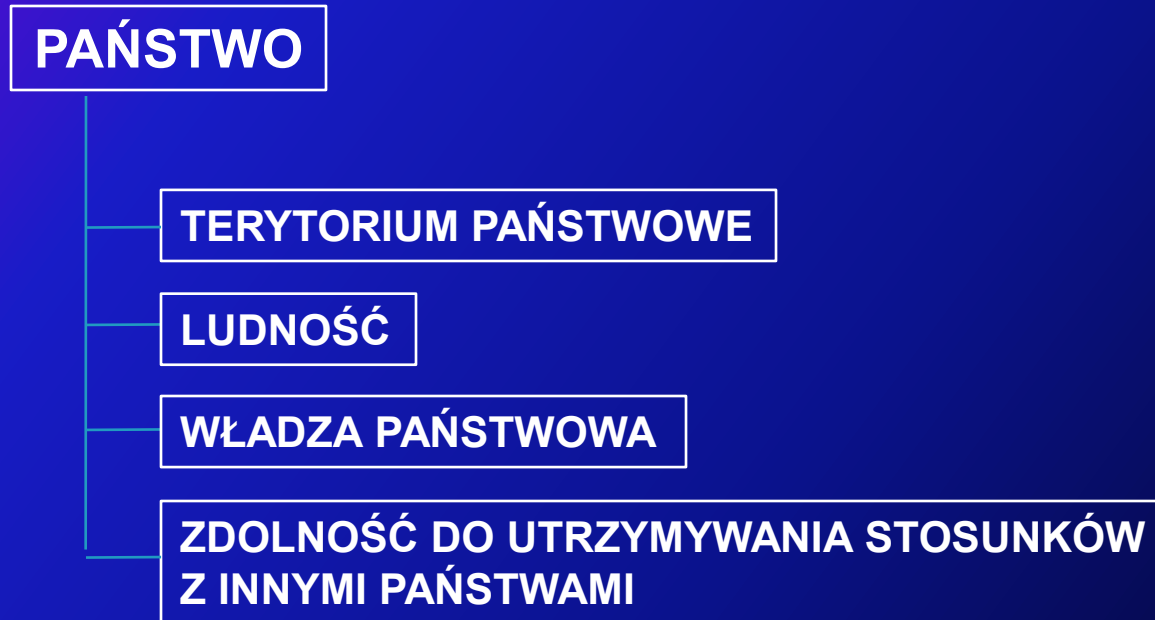 PAŃSTWO
TERYTORIUM PAŃSTWOWE
LUDNOŚĆ
WŁADZA PAŃSTWOWA
ZDOLNOŚĆ DO UTRZYMYWANIA STOSUNKÓW
Z INNYMI PAŃSTWAMI